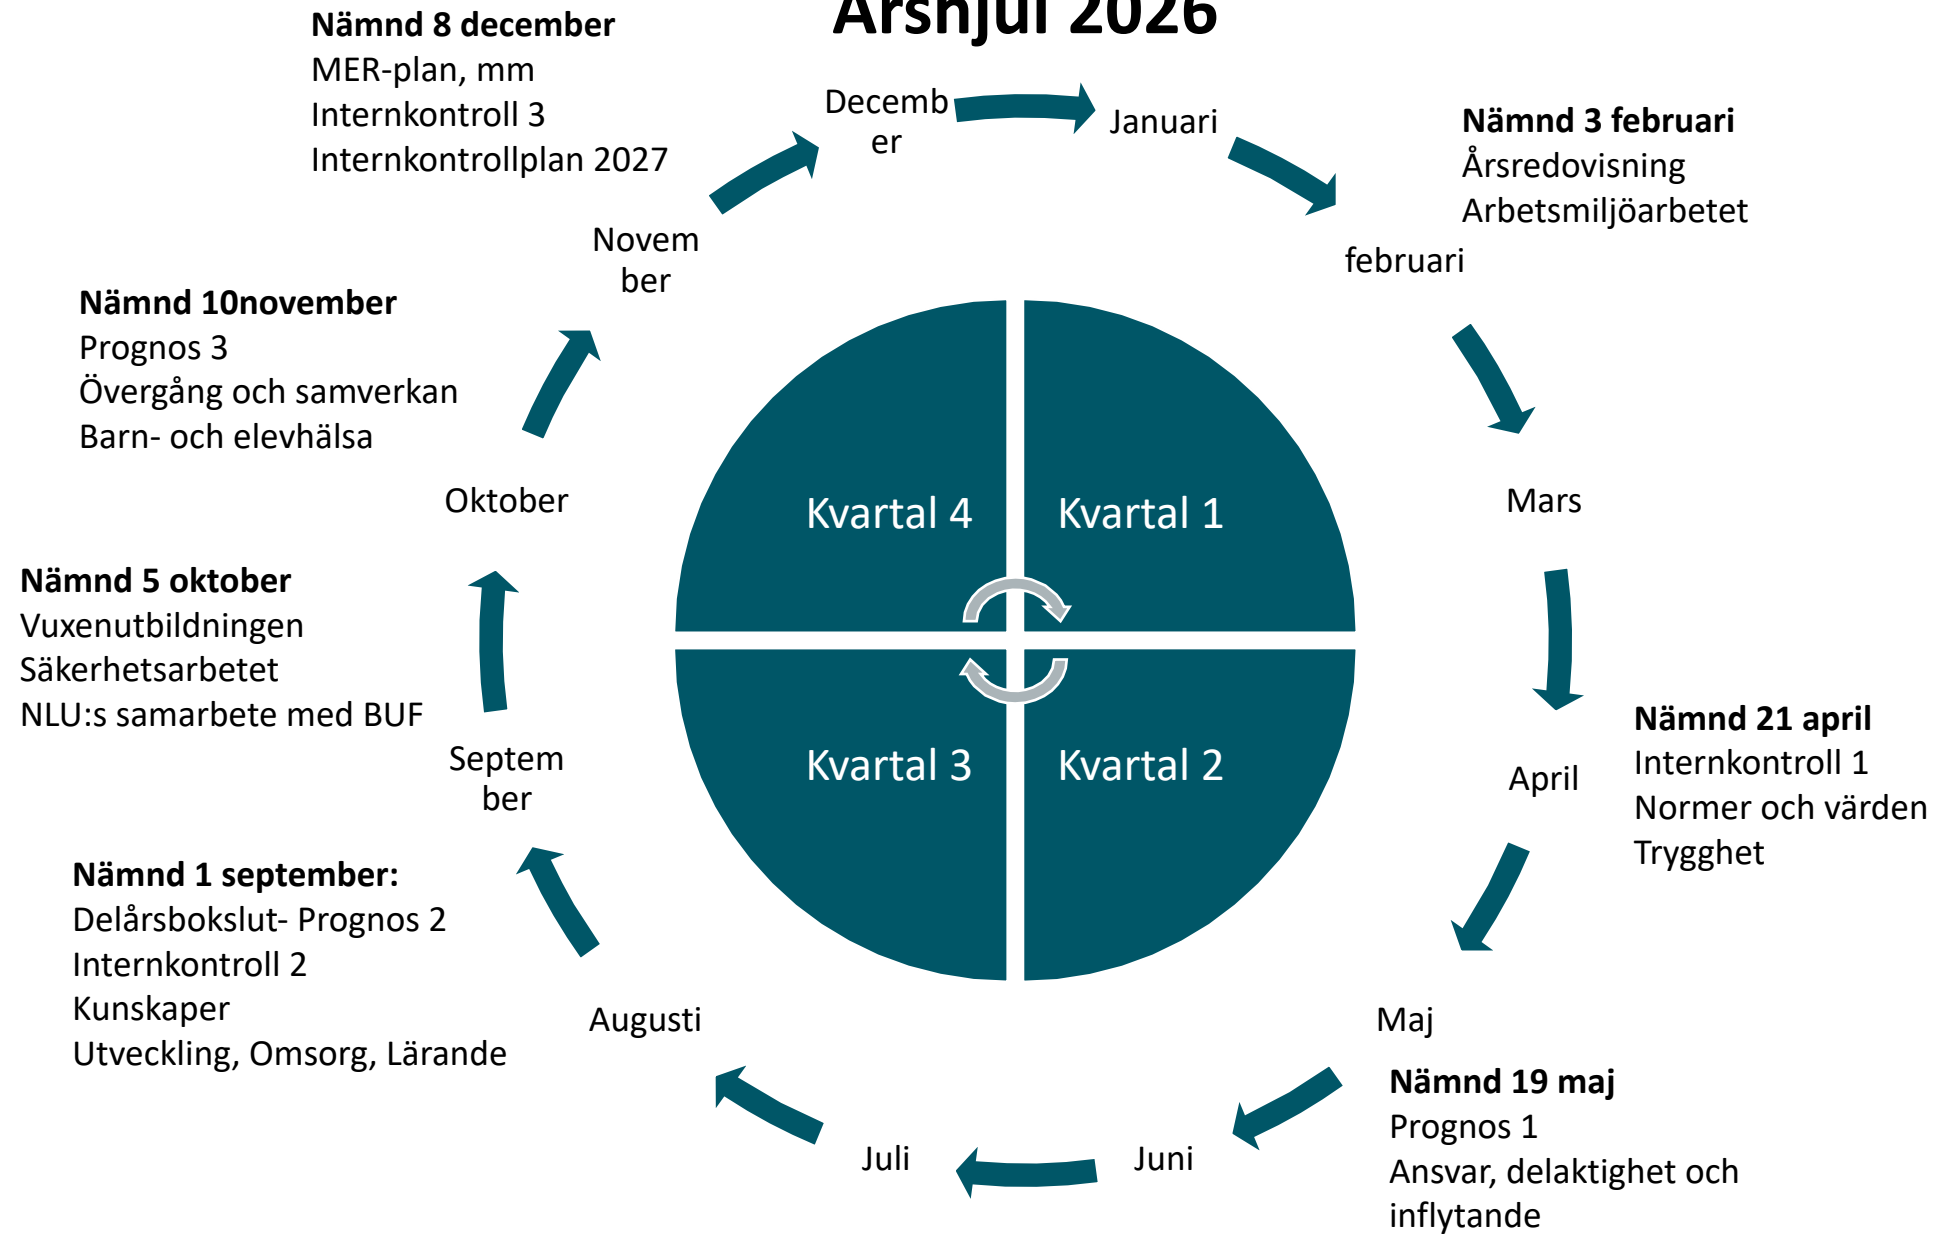 Årshjul 2026
Nämnd 8 december
MER-plan, mm
Internkontroll 3
Internkontrollplan 2027
Decemb
er
Januari
Nämnd 3 februari
Årsredovisning
Arbetsmiljöarbetet
februari
Novem
ber
Nämnd 10november
Prognos 3
Övergång och samverkan
Barn- och elevhälsa
Oktober
Kvartal 4
Kvartal 1
Mars
Nämnd 5 oktober
Vuxenutbildningen
Säkerhetsarbetet
NLU:s samarbete med BUF
Septem
ber
Kvartal 3
Kvartal 2
April
Nämnd 21 april
Internkontroll 1
Normer och värden
Trygghet
Nämnd 1 september:
Delårsbokslut- Prognos 2
Internkontroll 2
Kunskaper
Utveckling, Omsorg, Lärande
Augusti
Maj
Nämnd 19 maj
Prognos 1
Ansvar, delaktighet och
inflytande
Juli
Juni